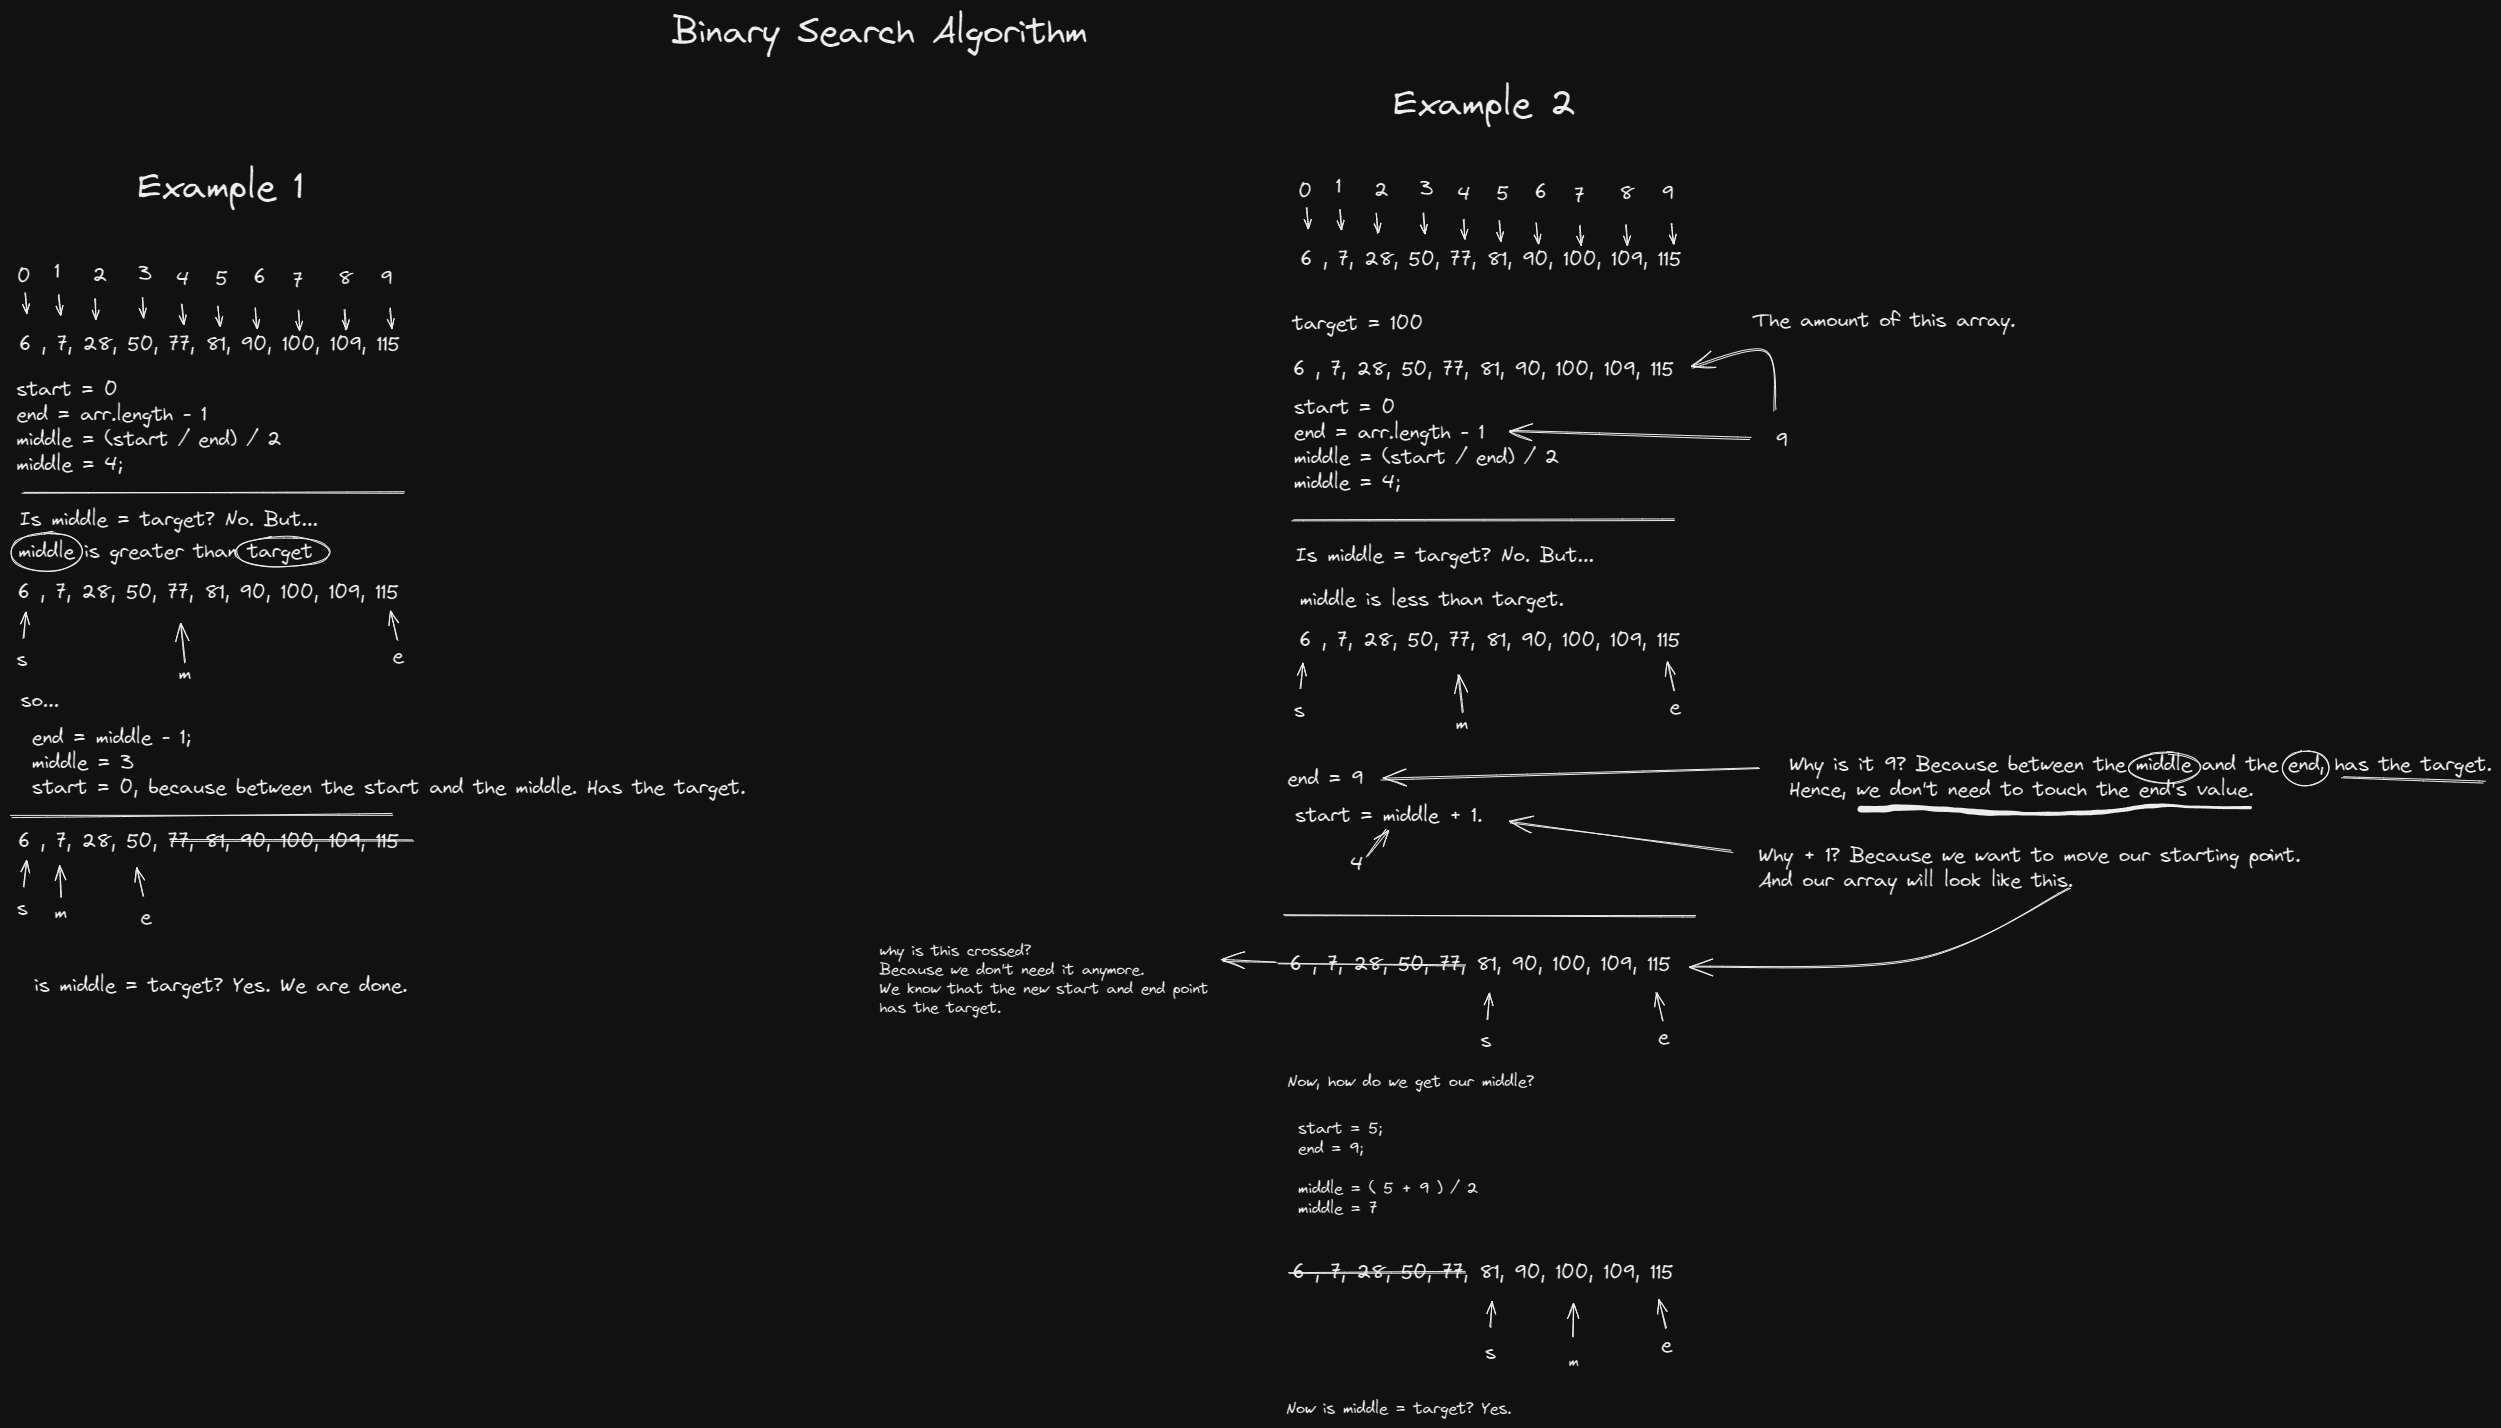 Binary Search Algorithm
Example 1
0 1 2 3 4 5 6 7 8 9
6 , 7, 28, 50, 77, 81, 90, 100, 109, 115
start = 0
end = arr.length - 1
middle = (start / end) / 2
middle = 4;
Is middle = target? No. But...
middle is greater than target
6 , 7, 28, 50, 77, 81, 90, 100, 109, 115
s m e
so...
end = middle - 1;
middle = 3
start = 0, because between the start and the middle. Has the target.
6 , 7, 28, 50, 77, 81, 90, 100, 109, 115
s m e
is middle = target? Yes. We are done.
Example 2
0 1 2 3 4 5 6 7 8 9
6 , 7, 28, 50, 77, 81, 90, 100, 109, 115
target = 100
The amount of this array.
6 , 7, 28, 50, 77, 81, 90, 100, 109, 115
start = 0
end = arr.length - 1
9
middle = (start / end) / 2
middle = 4;
Is middle = target? No. But...
middle is less than target.
6 , 7, 28, 50, 77, 81, 90, 100, 109, 115
s m e
end = 9
Why is it 9? Because between the middle and the end, has the target.
Hence, we don't need to touch the end's value.
start = middle + 1.
4
Why + 1? Because we want to move our starting point.
And our array will look like this.
why is this crossed?
Because we don't need it anymore.
We know that the new start and end point
has the target.
6 , 7, 28, 50, 77, 81, 90, 100, 109, 115
s e
Now, how do we get our middle?
start = 5;
end = 9;
middle = ( 5 + 9 ) / 2
middle = 7
6 , 7, 28, 50, 77, 81, 90, 100, 109, 115
s m e
Now is middle = target? Yes.